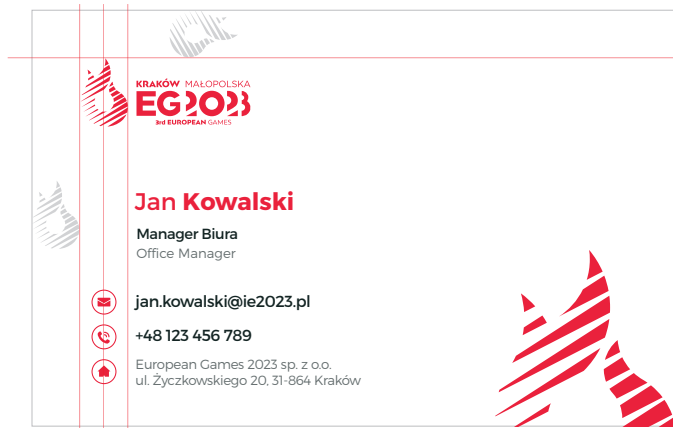 KRAKÓW MAŁOPOLSKA
EG2023
3rd EUROPEAN GAMES
Jan Kowalski
Manager Biura
Office Manager
jan.kowalski@ie2023.pl
+48 123 456 789
European Games 2023 sp. z o.o.
ul. Życzkowskiego 20, 31-864 Kraków